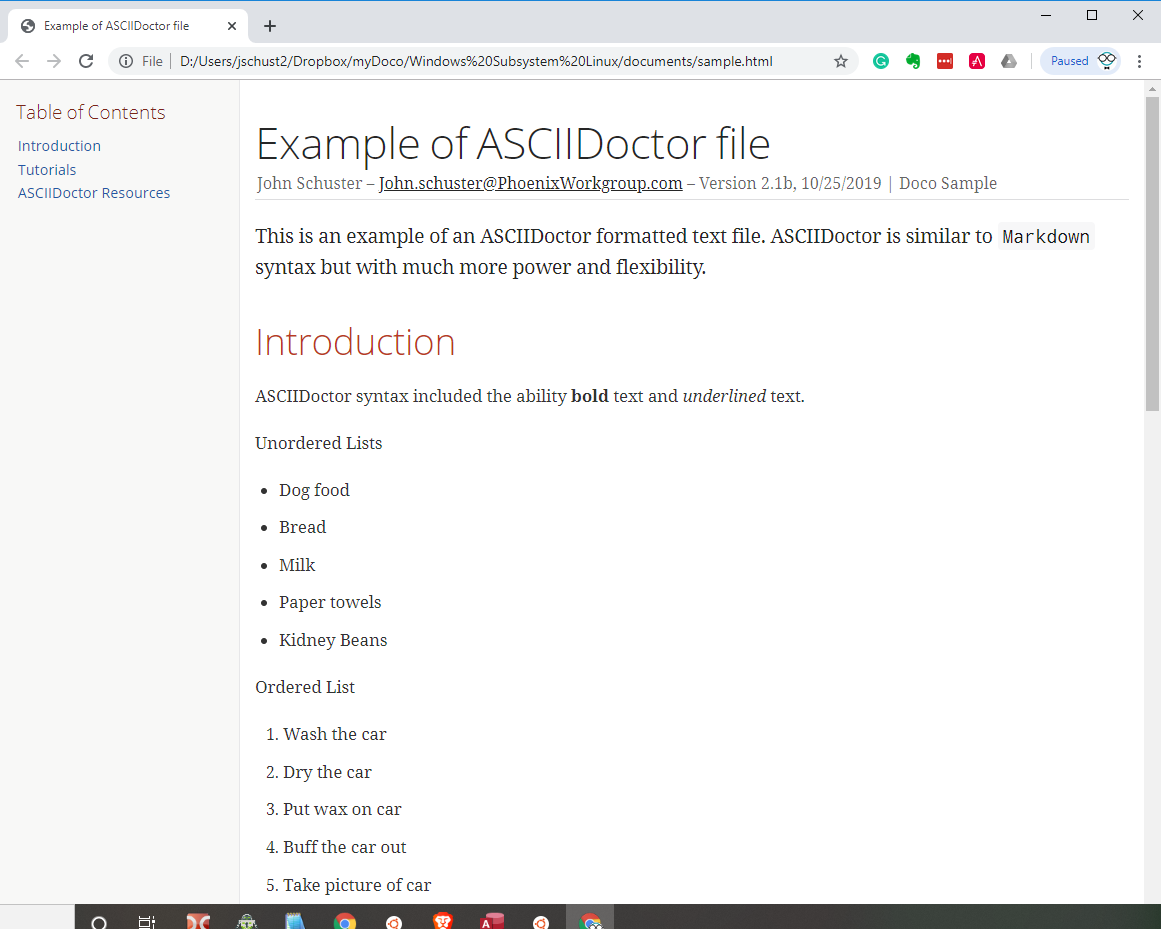 Example of ASCIIDoctor file
File
D:/Users/jschust2/Dropbox/myDoco/Windows%20Subsystem%20Linux/documents/sample.html
Paused
Table of Contents
Introduction
Tutorials
ASCIIDoctor Resources
Example of ASCIIDoctor file
John Schuster – John.schuster@PhoenixWorkgroup.com – Version 2.1b, 10/25/2019 | Doco Sample
This is an example of an ASCIIDoctor formatted text file. ASCIIDoctor is similar to Markdown
syntax but with much more power and flexibility.
Introduction
ASCIIDoctor syntax included the ability bold text and underlined text.
Unordered Lists
• Dog food
• Bread
• Milk
• Paper towels
• Kidney Beans
Ordered List
1. Wash the car
2. Dry the car
3. Put wax on car
4. Buff the car out
5. Take picture of car